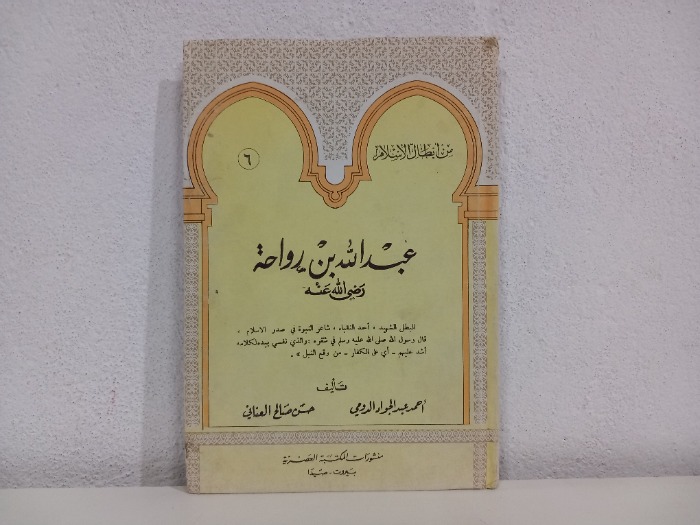 من أبطال الإسلام
٦
عبد الله بن رواحة
رضي الله عنه
البطل الشهيد ، أحد النقباء ، شاعر النبوة في صدر الاسلام ،
قال رسول الله صلى الله عليه وسلم في شعره : والذي نفسي بيده لكلامه
أشد عليهم - أي على الكفار - من وقع النبل » .
تأليف
أحمد عبد الجواد الدومي حسن صالح العناني
منشورات المكتبة العصرية
بيروت - صيدا